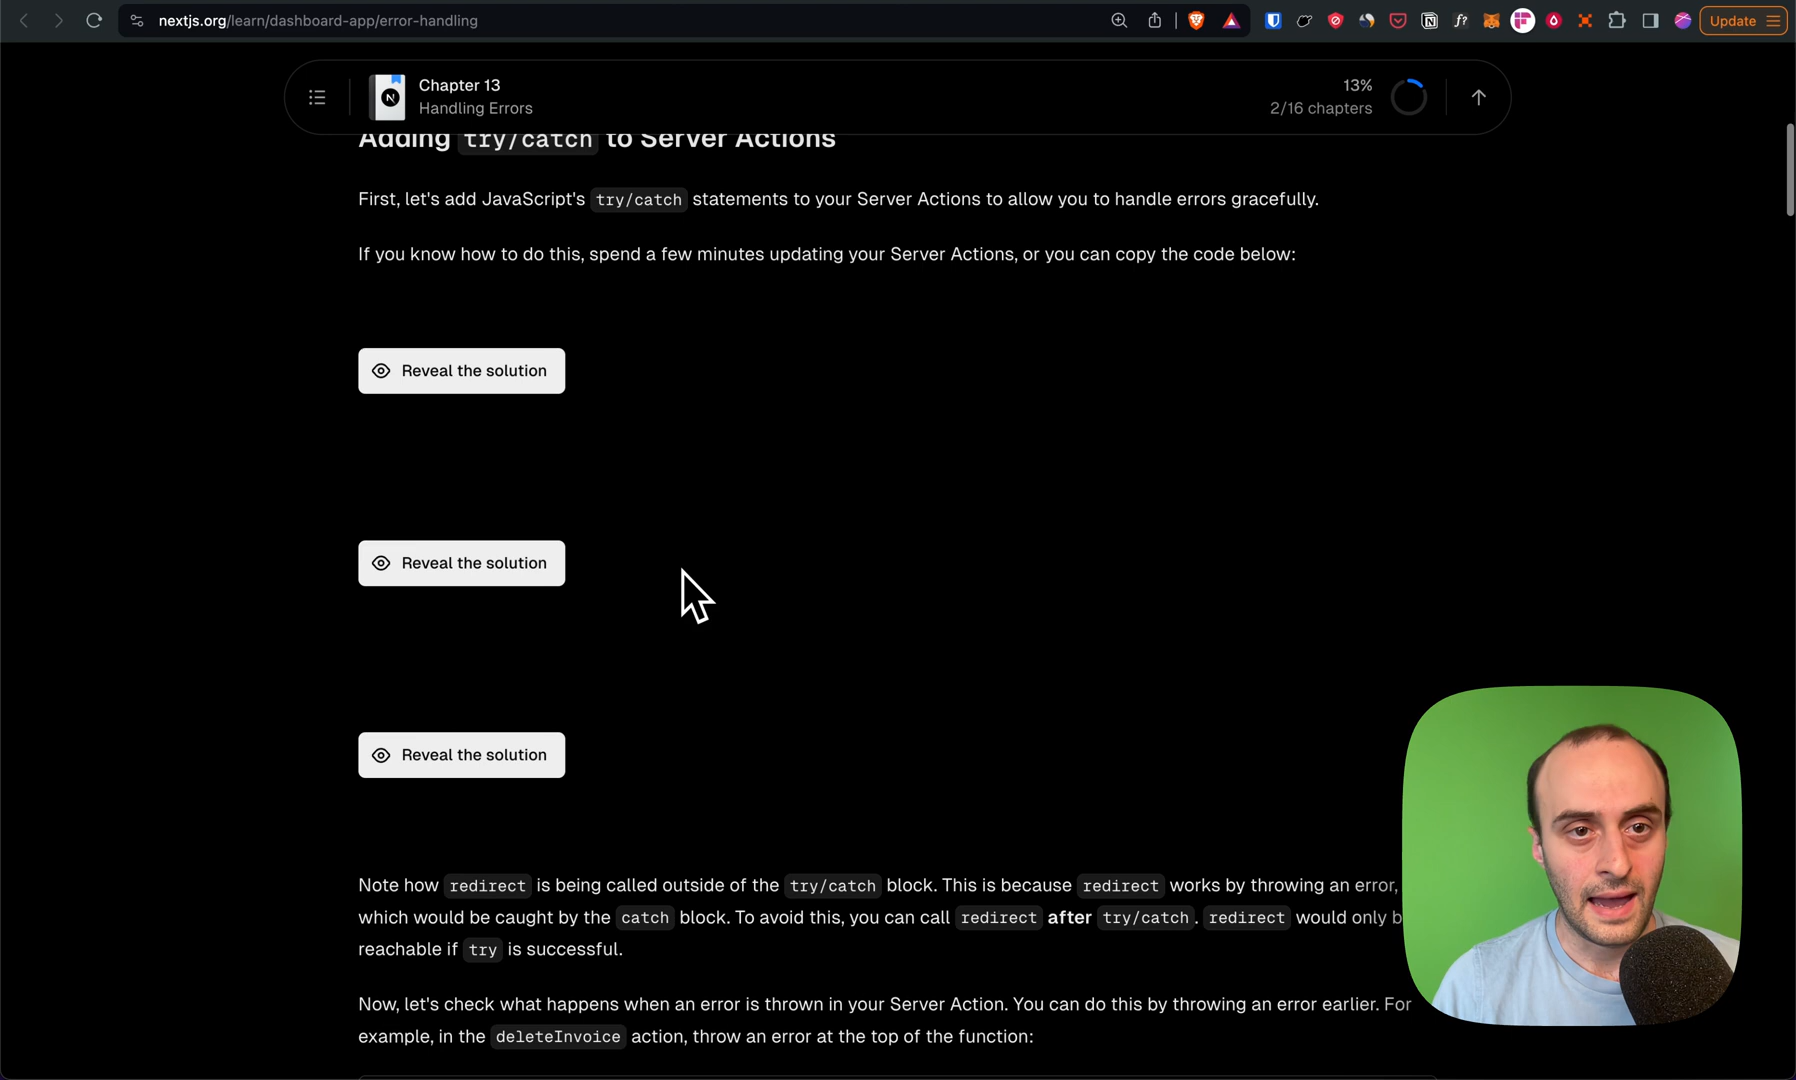 nextjs.org/learn/dashboard-app/error-handling
Update
Chapter 13
Handling Errors
13%
2/16 chapters
Adding try/catch to Server Actions
First, let's add JavaScript's try/catch statements to your Server Actions to allow you to handle errors gracefully.
If you know how to do this, spend a few minutes updating your Server Actions, or you can copy the code below:
Reveal the solution
Reveal the solution
Reveal the solution
Note how redirect is being called outside of the try/catch block. This is because redirect works by throwing an error,
which would be caught by the catch block. To avoid this, you can call redirect after try/catch. redirect would only
reachable if try is successful.
Now, let's check what happens when an error is thrown in your Server Action. You can do this by throwing an error earlier. For
example, in the deleteInvoice action, throw an error at the top of the function: